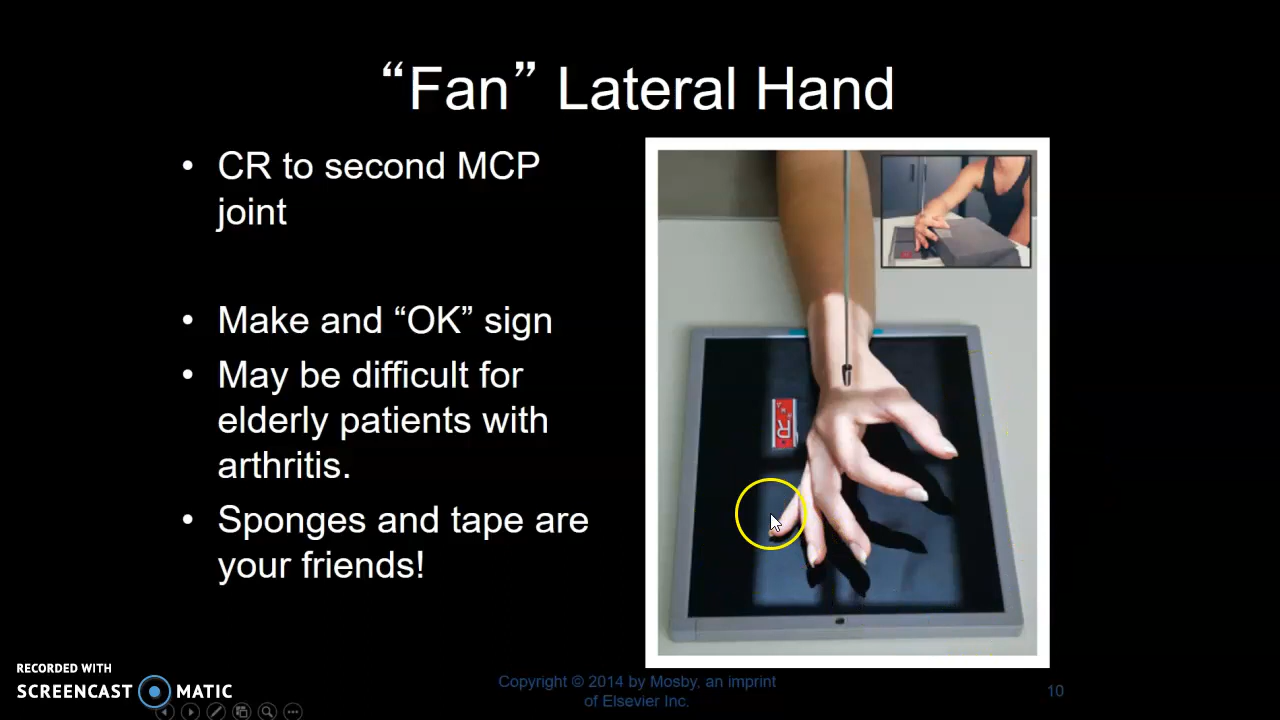 “Fan” Lateral Hand
• CR to second MCP
joint
• Make and “OK” sign
• May be difficult for
elderly patients with
arthritis.
• Sponges and tape are
your friends!
R
RECORDED WITH
SCREENCAST MATIC
Copyright © 2014 by Mosby, an imprint
of Elsevier Inc.
10